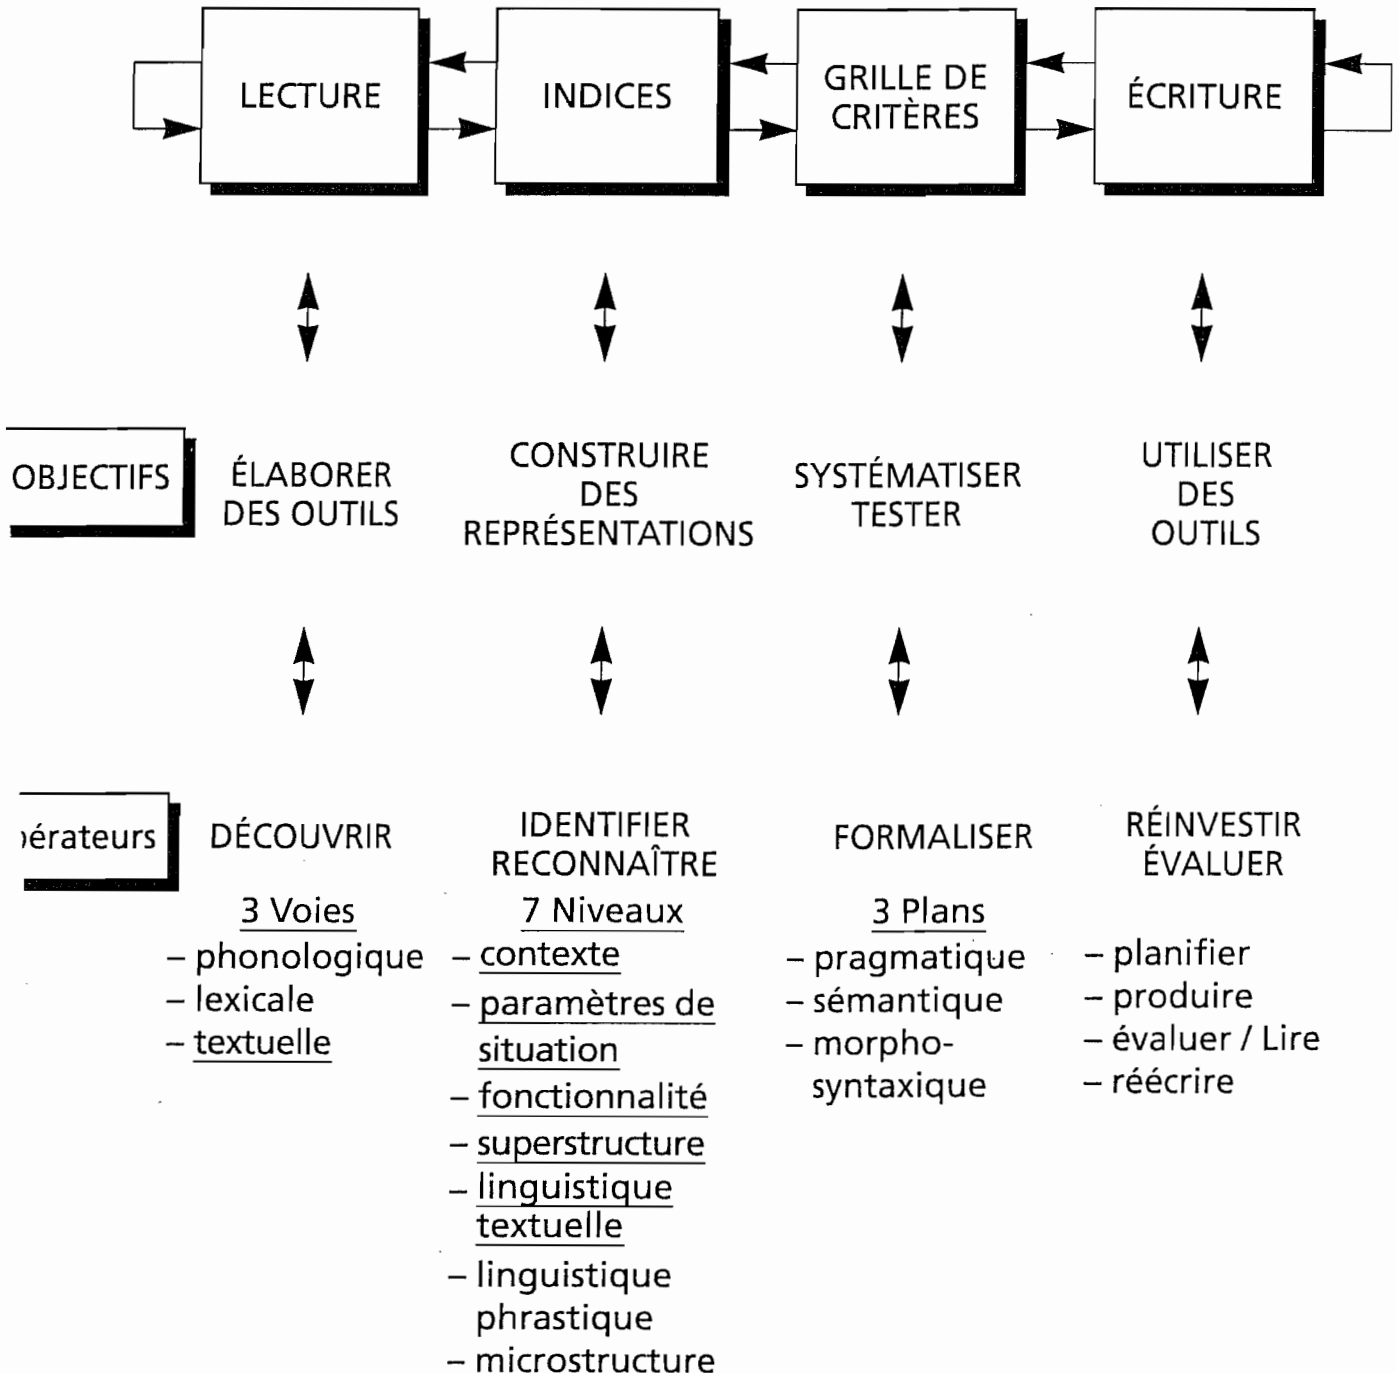 LECTURE
INDICES
GRILLE DE
CRITÈRES
ÉCRITURE
OBJECTIFS
ÉLABORER
DES OUTILS
CONSTRUIRE
DES
REPRÉSENTATIONS
SYSTÉMATISER
TESTER
UTILISER
DES
OUTILS
pérateurs
DÉCOUVRIR
3 Voies
– phonologique
– lexicale
– textuelle
IDENTIFIER
RECONNAÎTRE
7 Niveaux
– contexte
– paramètres de
situation
– fonctionnalité
– superstructure
– linguistique
textuelle
– linguistique
phrastique
– microstructure
FORMALISER
3 Plans
– pragmatique
– sémantique
– morpho-
syntaxique
RÉINVESTIR
ÉVALUER
– planifier
– produire
– évaluer / Lire
– réécrire